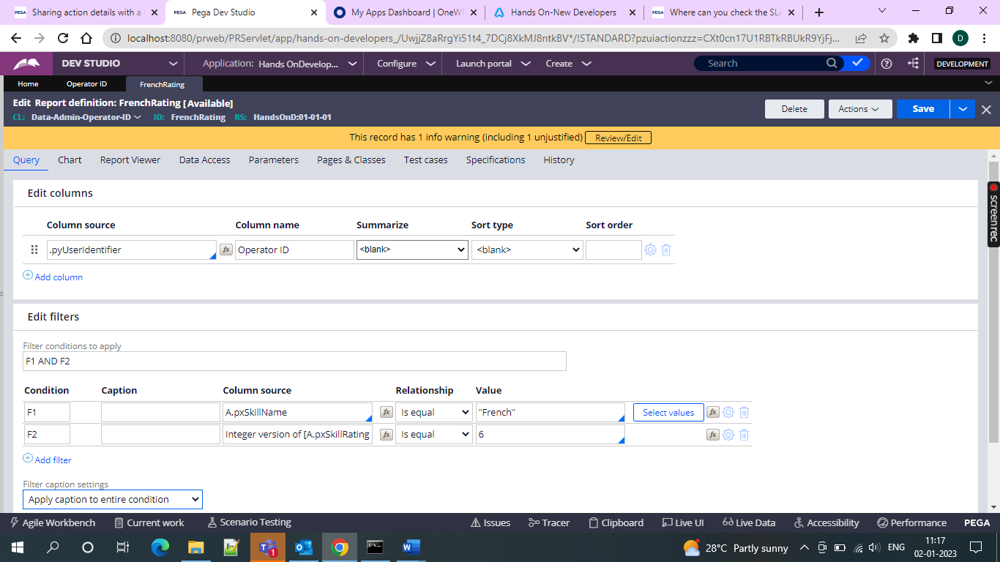 PEGA Sharing action details with a t
PEGA Pega Dev Studio
My Apps Dashboard | OneW
Hands On-New Developers
PEGA Where can you check the SLA
localhost:8080/prweb/PRServlet/app/hands-on-developers_/UwjjZ8aRrgYi51t4_7DCj8XkMJ8ntkBV*/!STANDARD?pzuiactionzzz=CXt0cn17U1RBTkRBUkR9YjFj...
D
DEV STUDIO
Application: Hands OnDevelop...
Configure
Launch portal
Create
Search
DEVELOPMENT
Home
Operator ID
FrenchRating
Edit Report definition: FrenchRating [Available]
CL: Data-Admin-Operator-ID ID: FrenchRating RS: HandsOnD:01-01-01
Delete
Actions
Save
This record has 1 info warning (including 1 unjustified) Review/Edit
Query Chart Report Viewer Data Access Parameters Pages & Classes Test cases Specifications History
screenrec
Edit columns
Column source Column name Summarize Sort type Sort order
.pyUserIdentifier fx Operator ID <blank> <blank>
Add column
Edit filters
Filter conditions to apply
F1 AND F2
Condition Caption Column source Relationship Value
F1 A.pxSkillName fx Is equal "French" Select values fx
F2 Integer version of [A.pxSkillRating fx Is equal 6 fx
Add filter
Filter caption settings
Apply caption to entire condition
Agile Workbench Current work Scenario Testing Issues Tracer Clipboard Live UI Live Data Accessibility Performance PEGA
1
W
28°C Partly sunny
ENG
11:17
02-01-2023